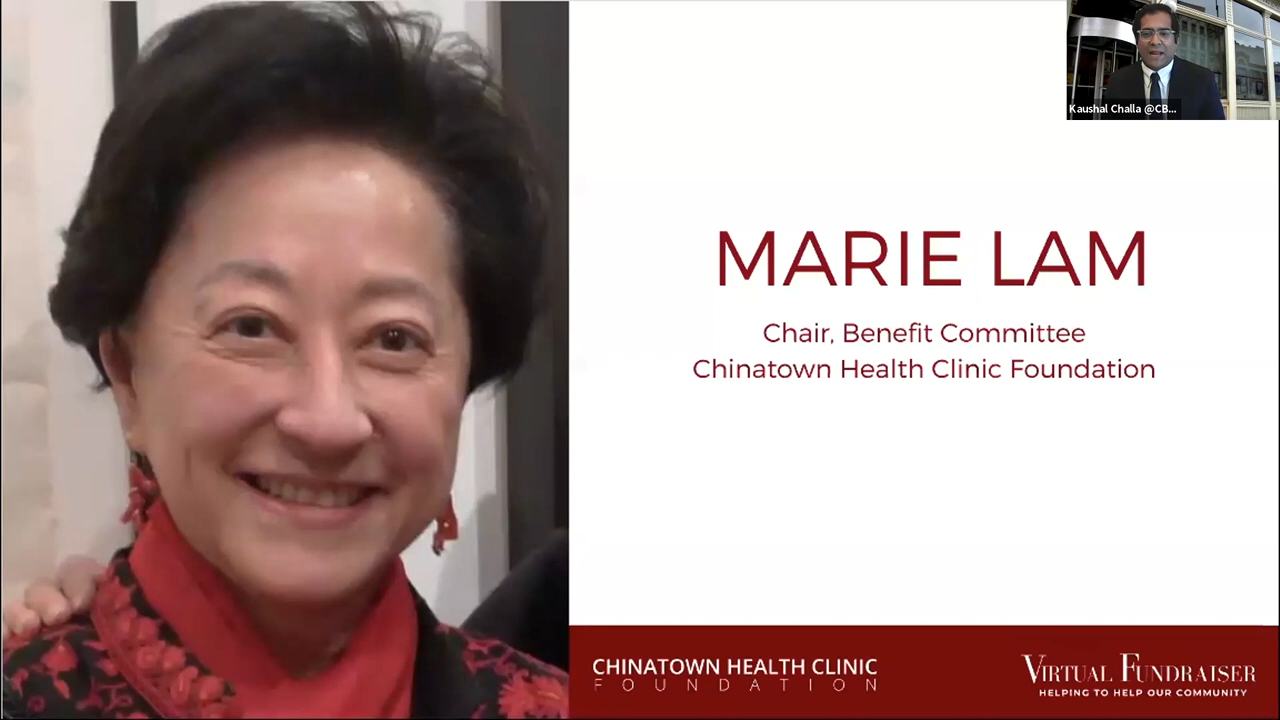 Kaushal Challa @CB...
MARIE LAM
Chair, Benefit Committee
Chinatown Health Clinic Foundation
CHINATOWN HEALTH CLINIC
FOUNDATION
VIRTUAL FUNDRAISER
HELPING TO HELP OUR COMMUNITY